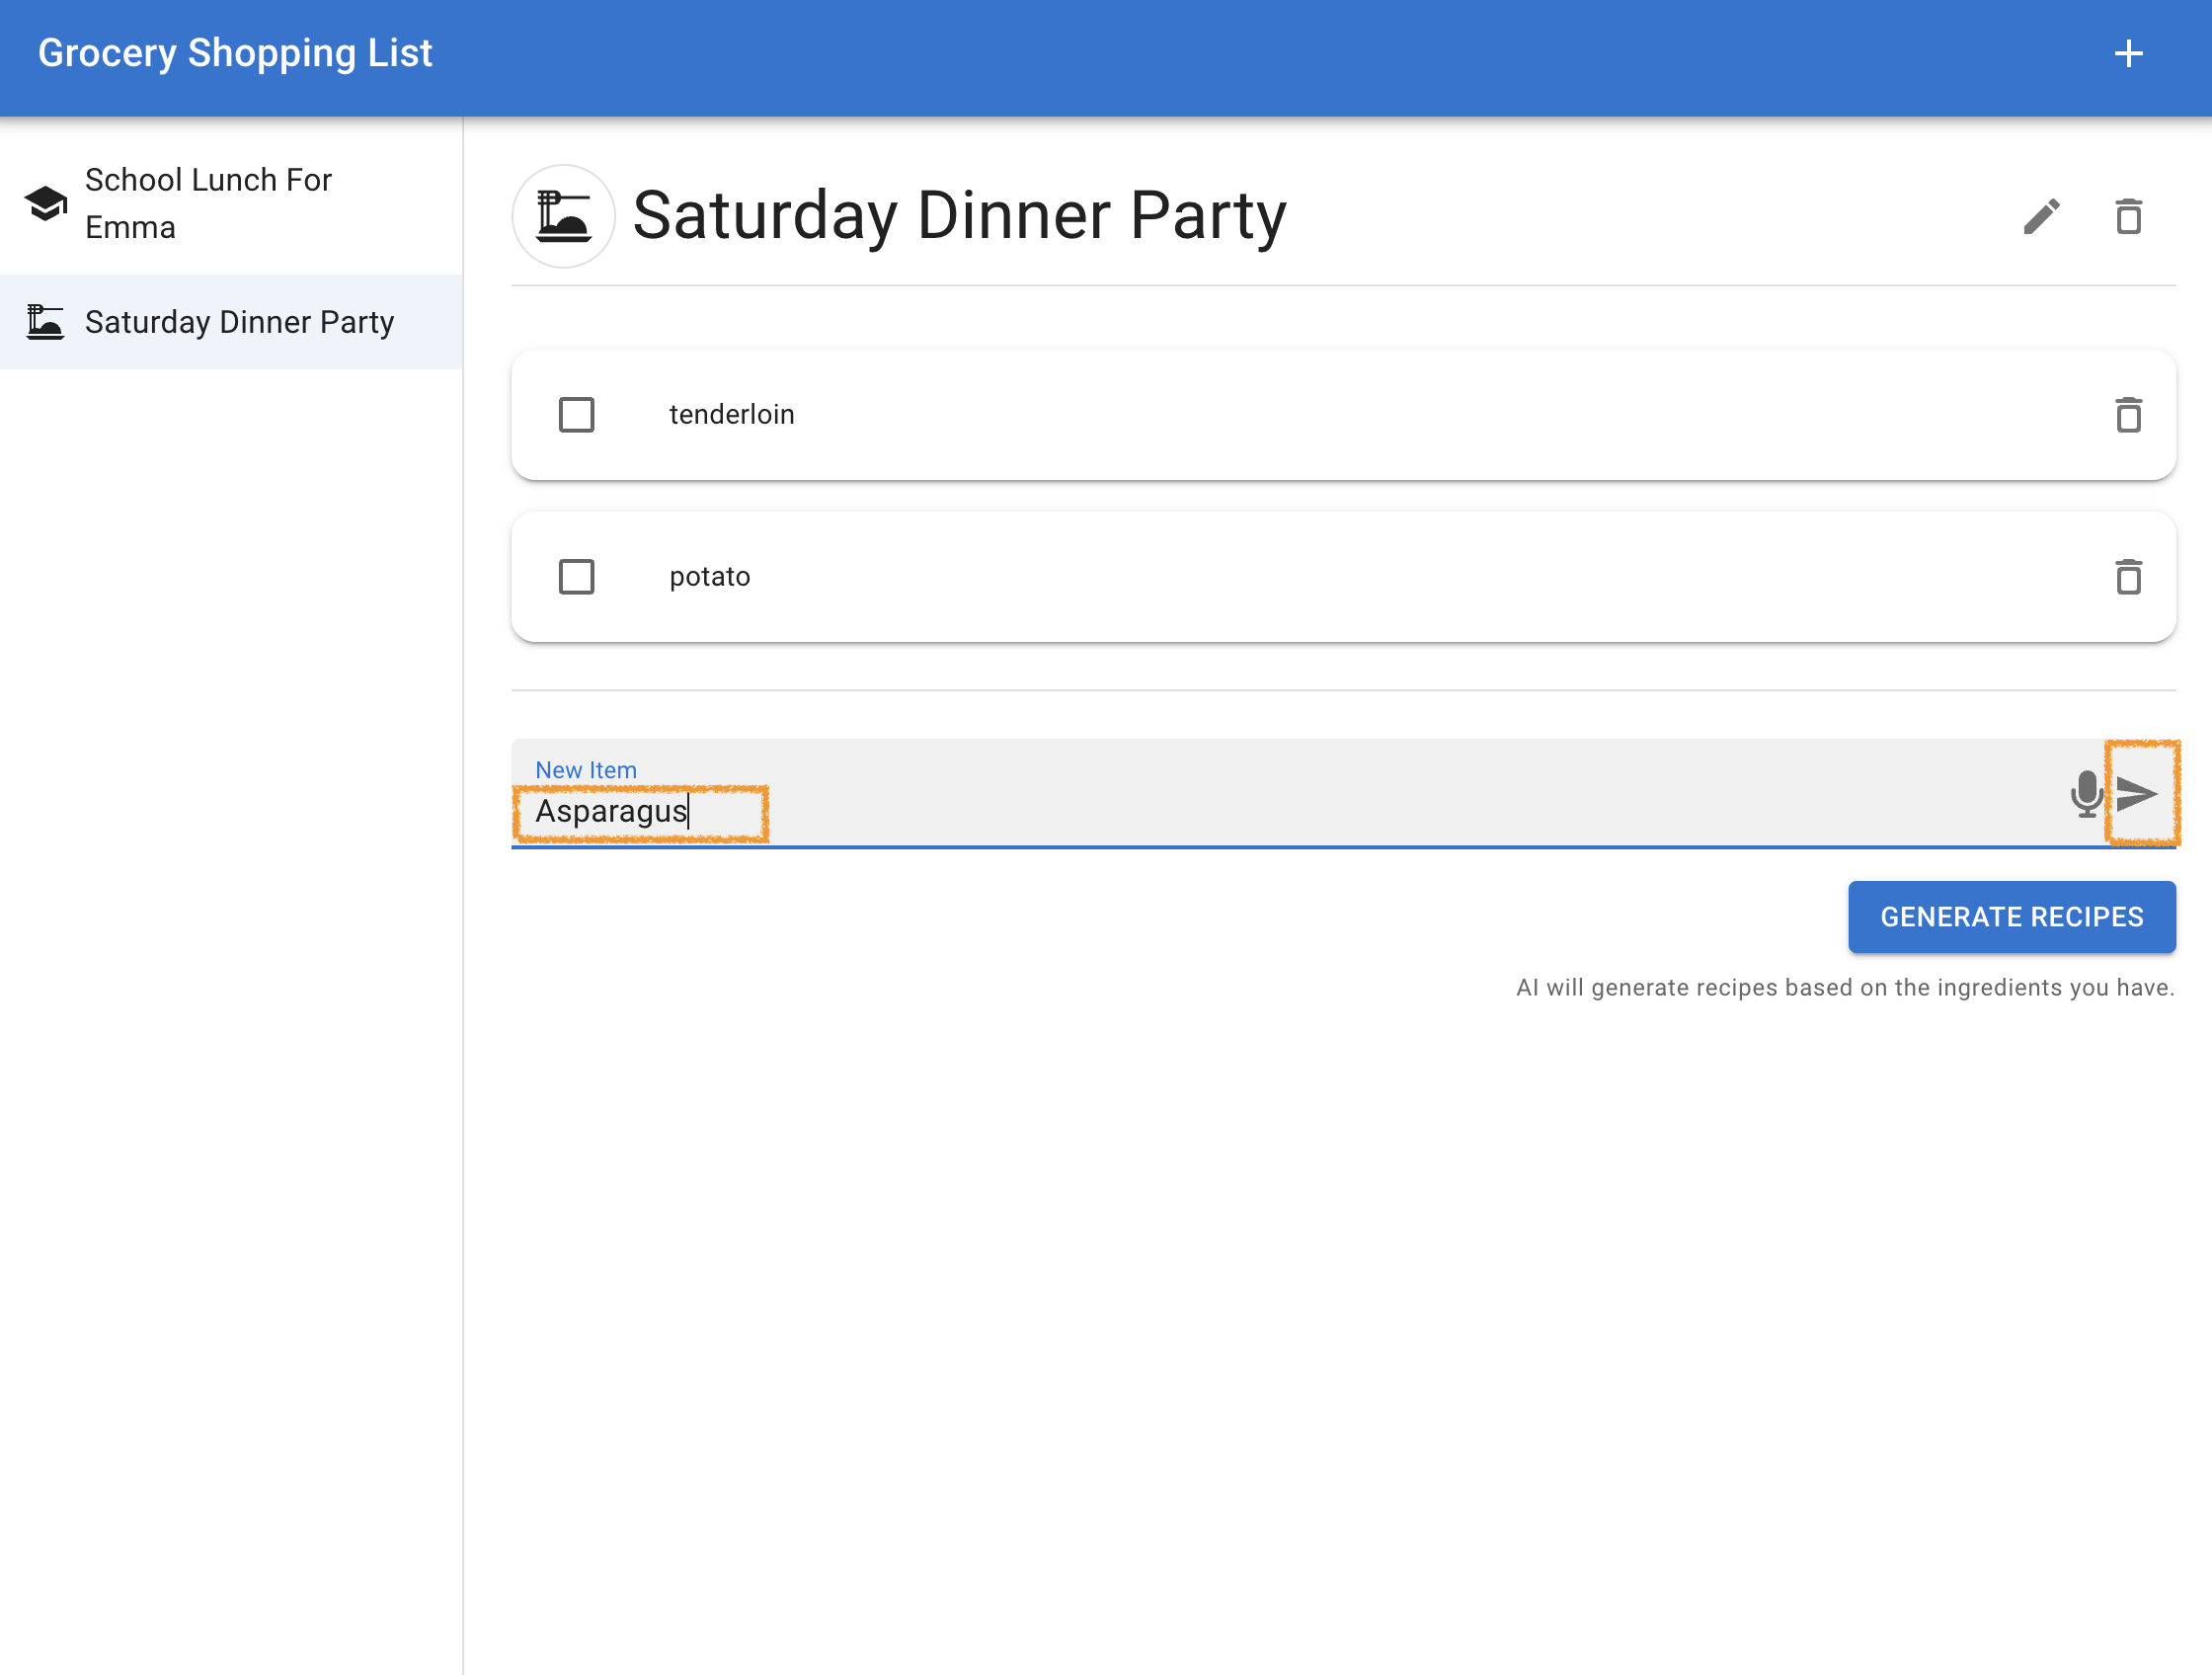 Grocery Shopping List
School Lunch For
Emma
Saturday Dinner Party
Saturday Dinner Party
tenderloin
potato
New Item
Asparagus
GENERATE RECIPES
AI will generate recipes based on the ingredients you have.